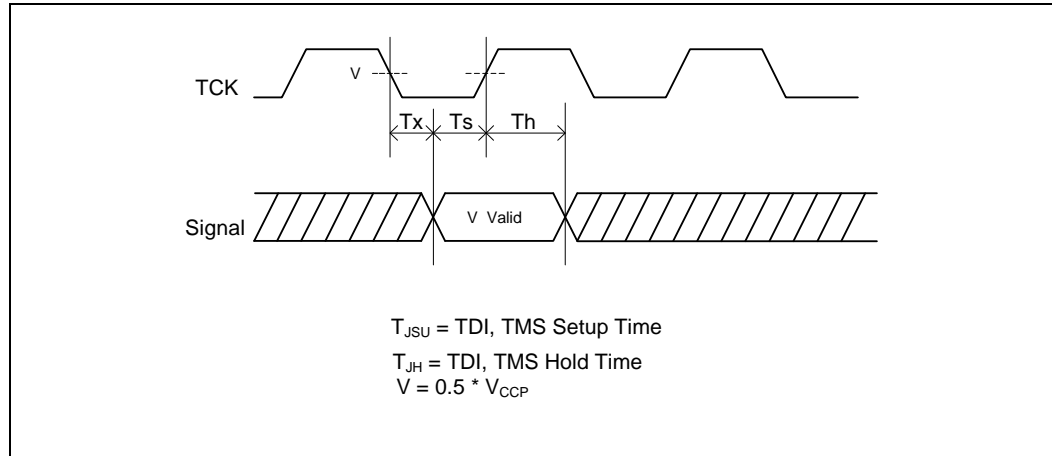 V
TCK
Tx Ts Th
Signal
V Valid
TJSU = TDI, TMS Setup Time
TJH = TDI, TMS Hold Time
V = 0.5 * VCCP